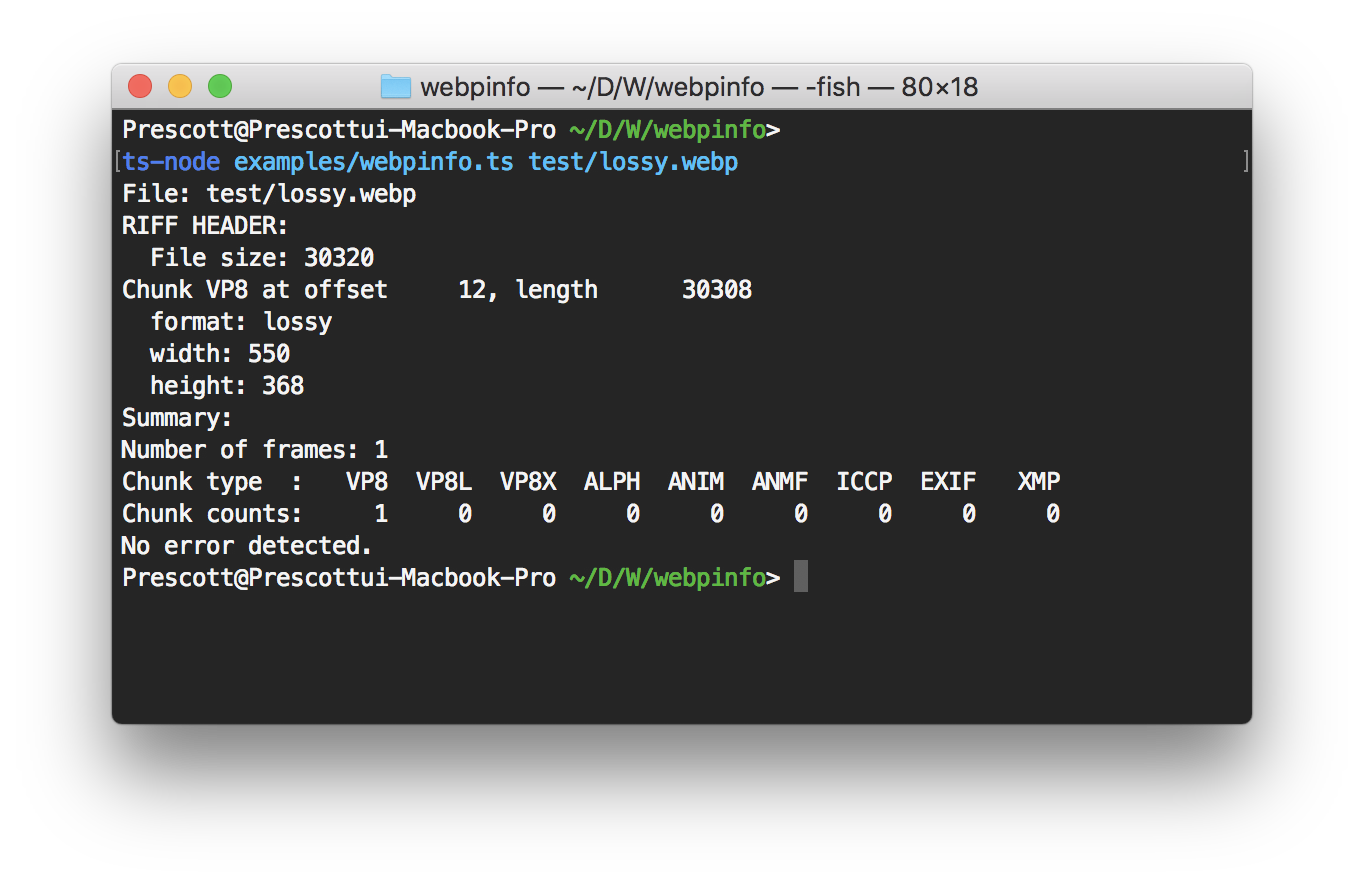 webpinfo — ~/D/W/webpinfo — -fish — 80×18
Prescott@Prescottui-Macbook-Pro ~/D/W/webpinfo>
[ts-node examples/webpinfo.ts test/lossy.webp ]
File: test/lossy.webp
RIFF HEADER:
  File size: 30320
Chunk VP8 at offset     12, length      30308
  format: lossy
  width: 550
  height: 368
Summary:
Number of frames: 1
Chunk type  :   VP8  VP8L  VP8X  ALPH  ANIM  ANMF  ICCP  EXIF   XMP
Chunk counts:     1     0     0     0     0     0     0     0     0
No error detected.
Prescott@Prescottui-Macbook-Pro ~/D/W/webpinfo>